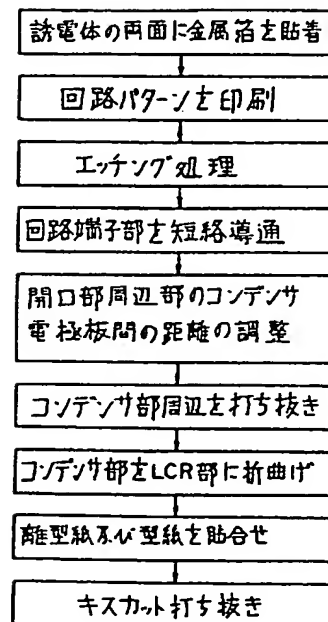 誘電体の両面に金属箔を貼着
回路パターンを印刷
エッチング処理
回路端子部を短絡導通
開口部周辺部のコンデンサ
電極板間の距離の調整
コンデンサ部周辺を打ち抜き
コンデンサ部をLCR部に折曲げ
離型紙及び型紙を貼合せ
キスカット打ち抜き